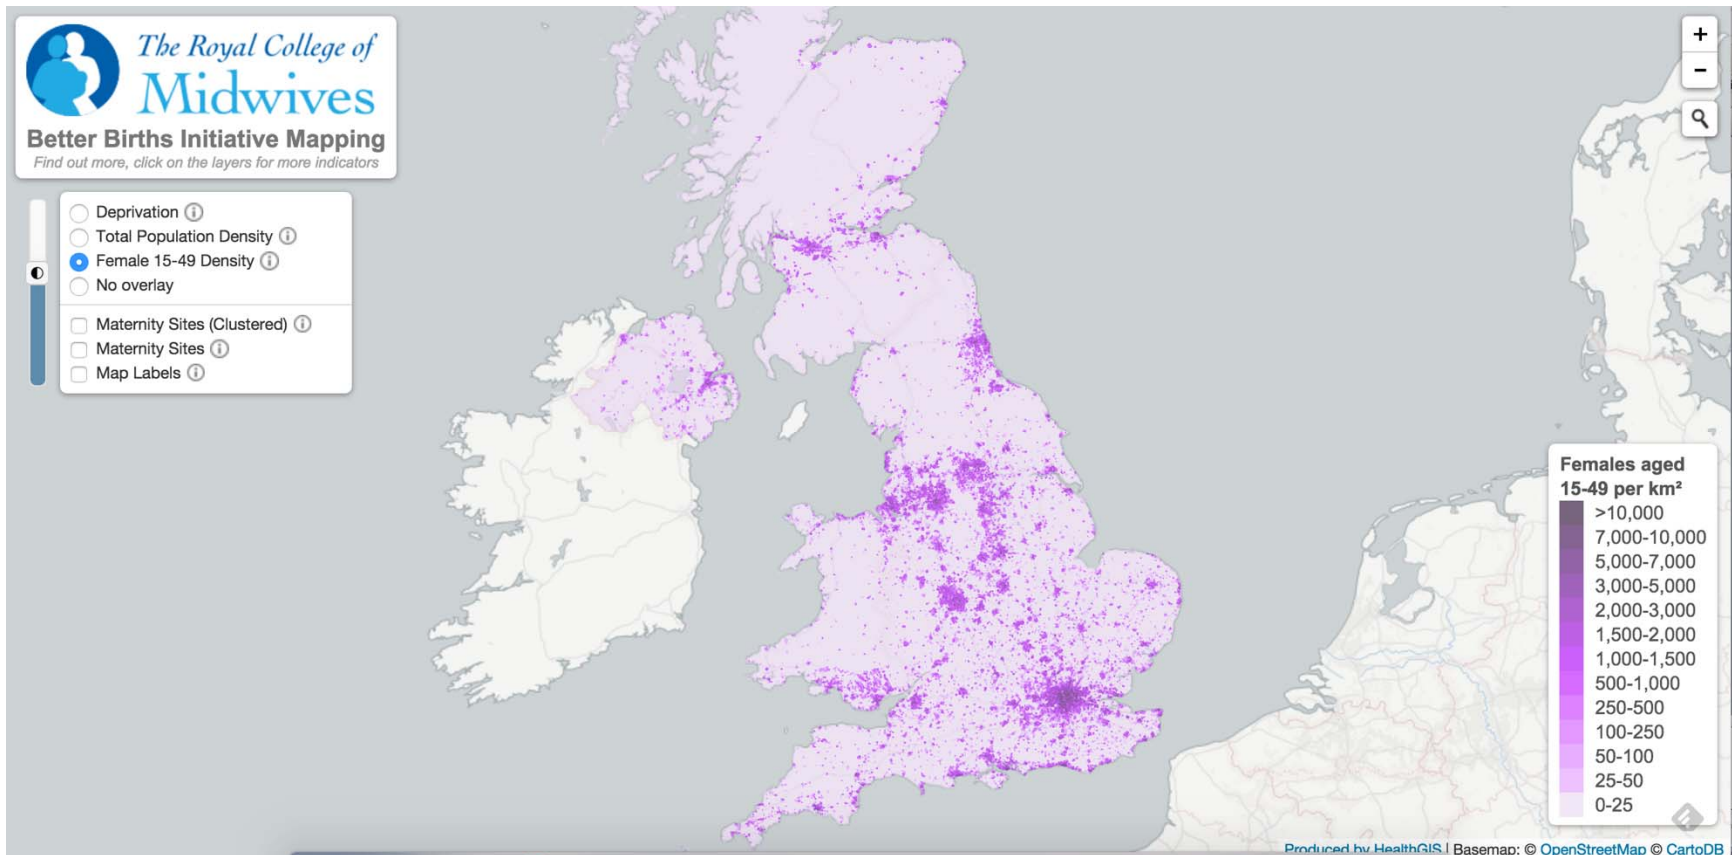 The Royal College of
Midwives
Better Births Initiative Mapping
Find out more, click on the layers for more indicators
Deprivation
Total Population Density
Female 15-49 Density
No overlay
Maternity Sites (Clustered)
Maternity Sites
Map Labels
+
−
Females aged
15-49 per km²
>10,000
7,000-10,000
5,000-7,000
3,000-5,000
2,000-3,000
1,500-2,000
1,000-1,500
500-1,000
250-500
100-250
50-100
25-50
0-25
Produced by HealthGIS | Basemap: © OpenStreetMap © CartoDB